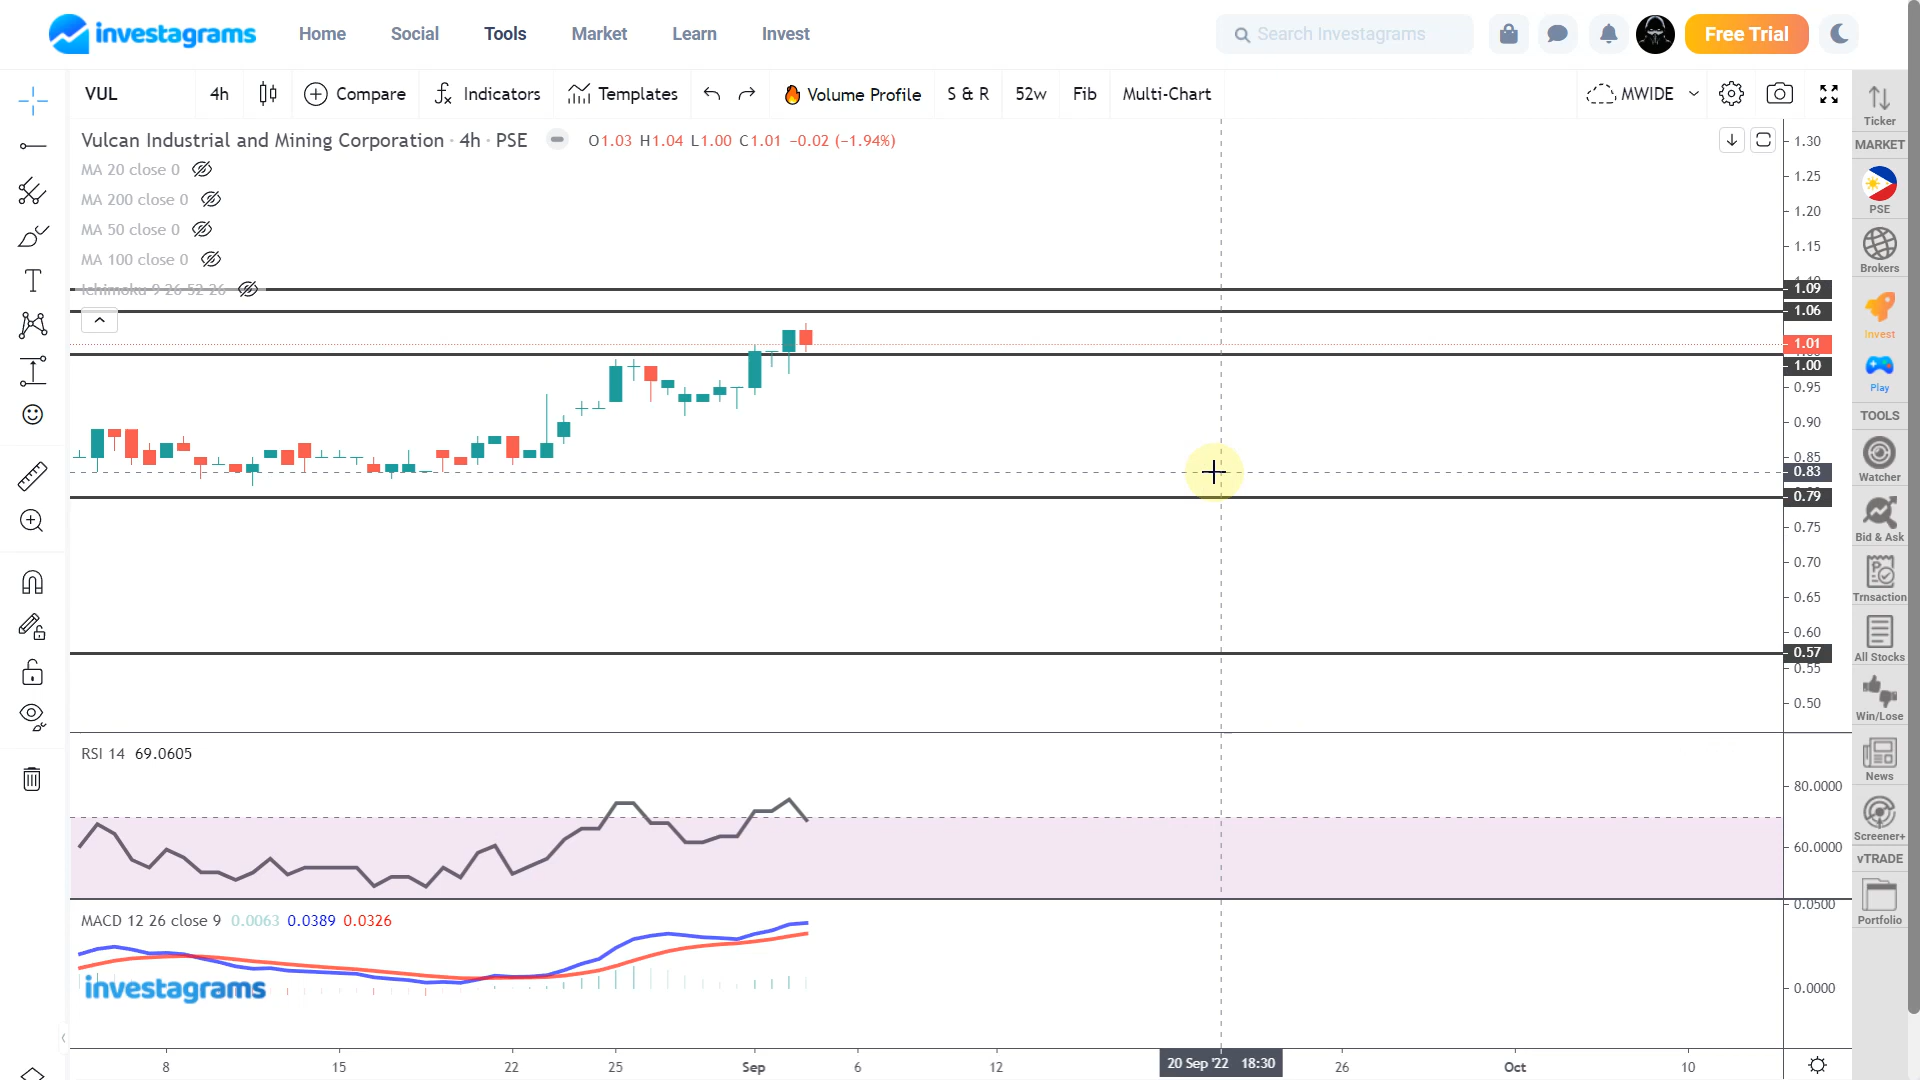 investagrams
Home Social Tools Market Learn Invest
Search Investagrams
Free Trial
VUL 4h Compare Indicators Templates Volume Profile S & R 52w Fib Multi-Chart MWIDE
Vulcan Industrial and Mining Corporation · 4h · PSE O1.03 H1.04 L1.00 C1.01 −0.02 (−1.94%)
MA 20 close 0
MA 200 close 0
MA 50 close 0
MA 100 close 0
Ichimoku 9 26 52 26
1.30
1.25
1.20
1.15
1.09
1.06
1.01
1.00
0.95
0.90
0.85
0.83
0.79
0.75
0.70
0.65
0.60
0.57
0.55
0.50
RSI 14 69.0605
80.0000
60.0000
MACD 12 26 close 9 0.0063 0.0389 0.0326
0.0500
0.0000
investagrams
8 15 22 25 Sep 6 12 20 Sep '22 18:30 26 Oct 10
Ticker
MARKET
PSE
Brokers
Invest
Play
TOOLS
Watcher
Bid & Ask
Trnsaction
All Stocks
Win/Lose
News
Screener+
vTRADE
Portfolio